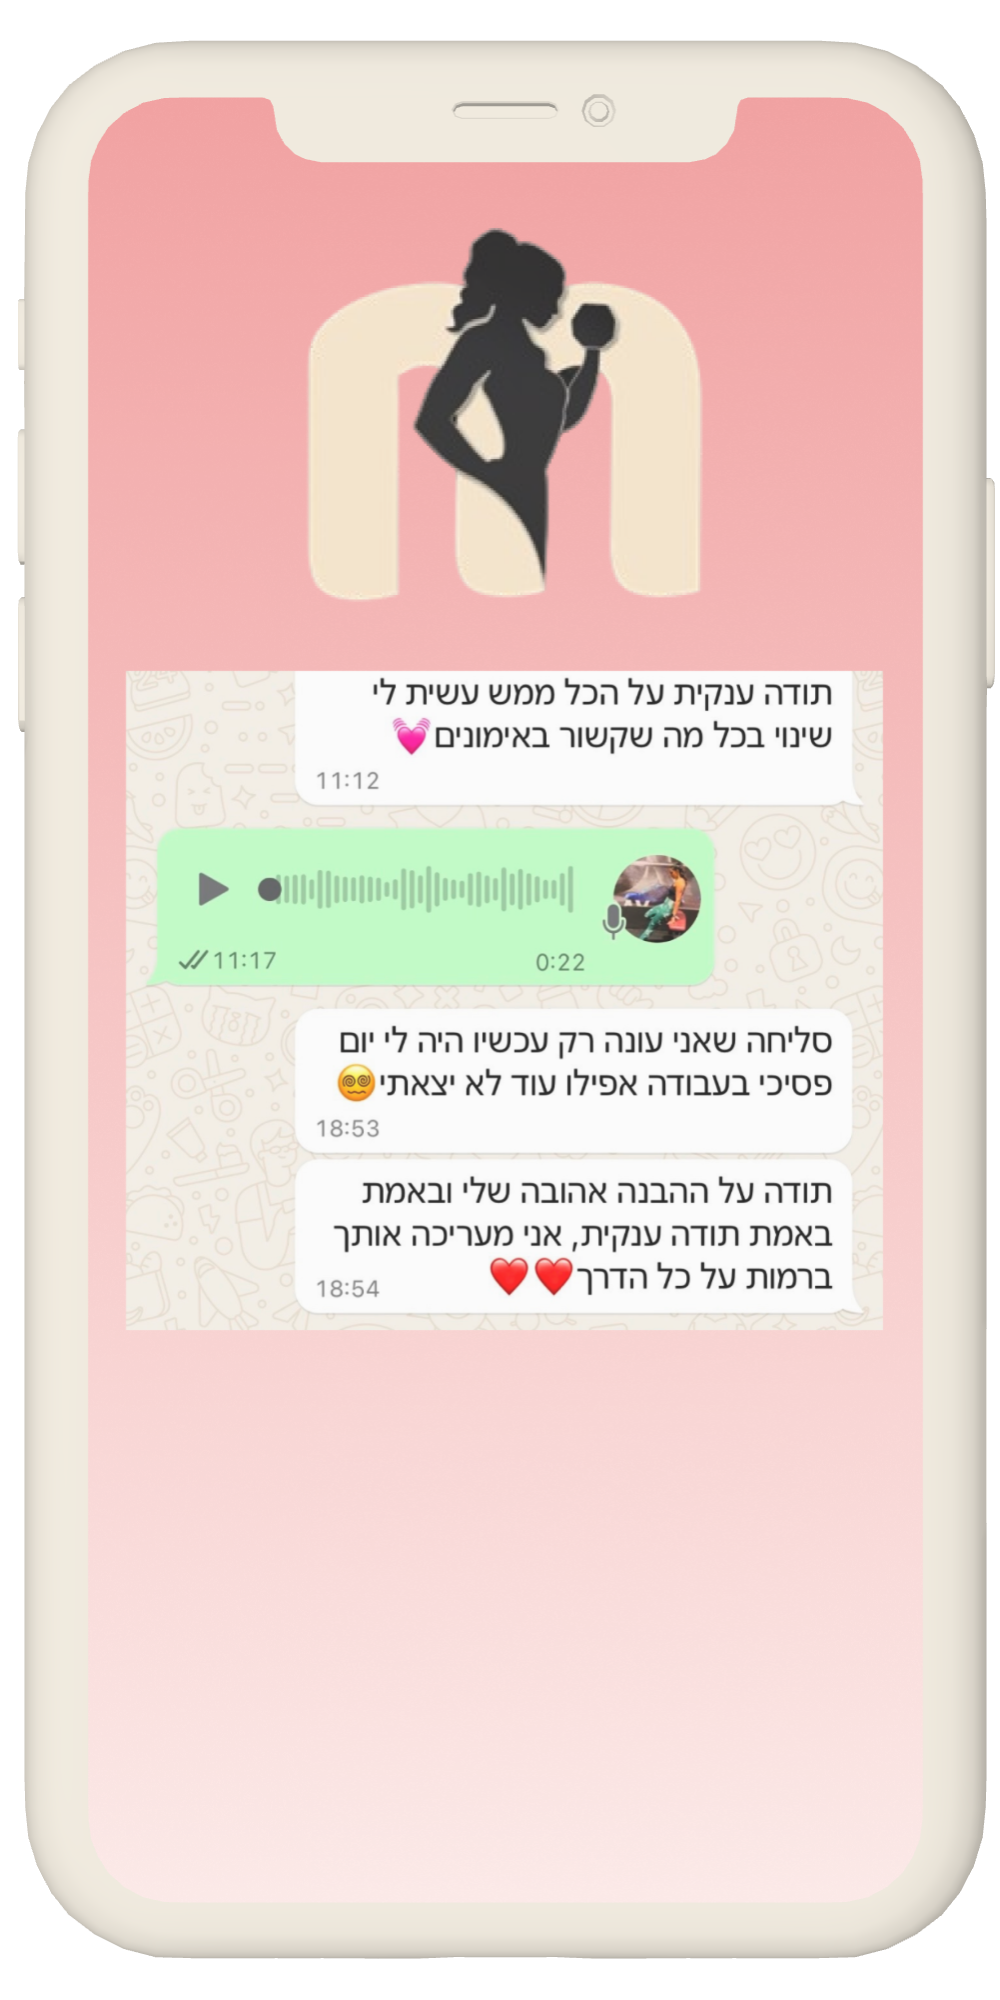 תודה ענקית על הכל ממש עשית לי
שינוי בכל מה שקשור באימונים💓
11:12
11:17
0:22
סליחה שאני עונה רק עכשיו היה לי יום
פסיכי בעבודה אפילו עוד לא יצאתי😵‍💫
18:53
תודה על ההבנה אהובה שלי ובאמת
באמת תודה ענקית, אני מעריכה אותך
ברמות על כל הדרך❤️❤️
18:54